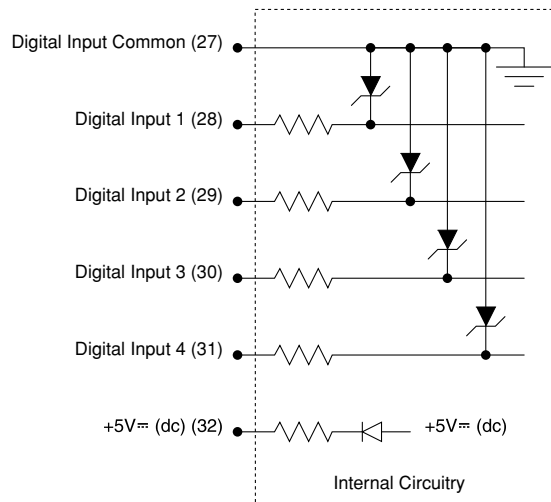 Digital Input Common (27)
Digital Input 1 (28)
Digital Input 2 (29)
Digital Input 3 (30)
Digital Input 4 (31)
+5V⎓ (dc) (32)
+5V⎓ (dc)
Internal Circuitry